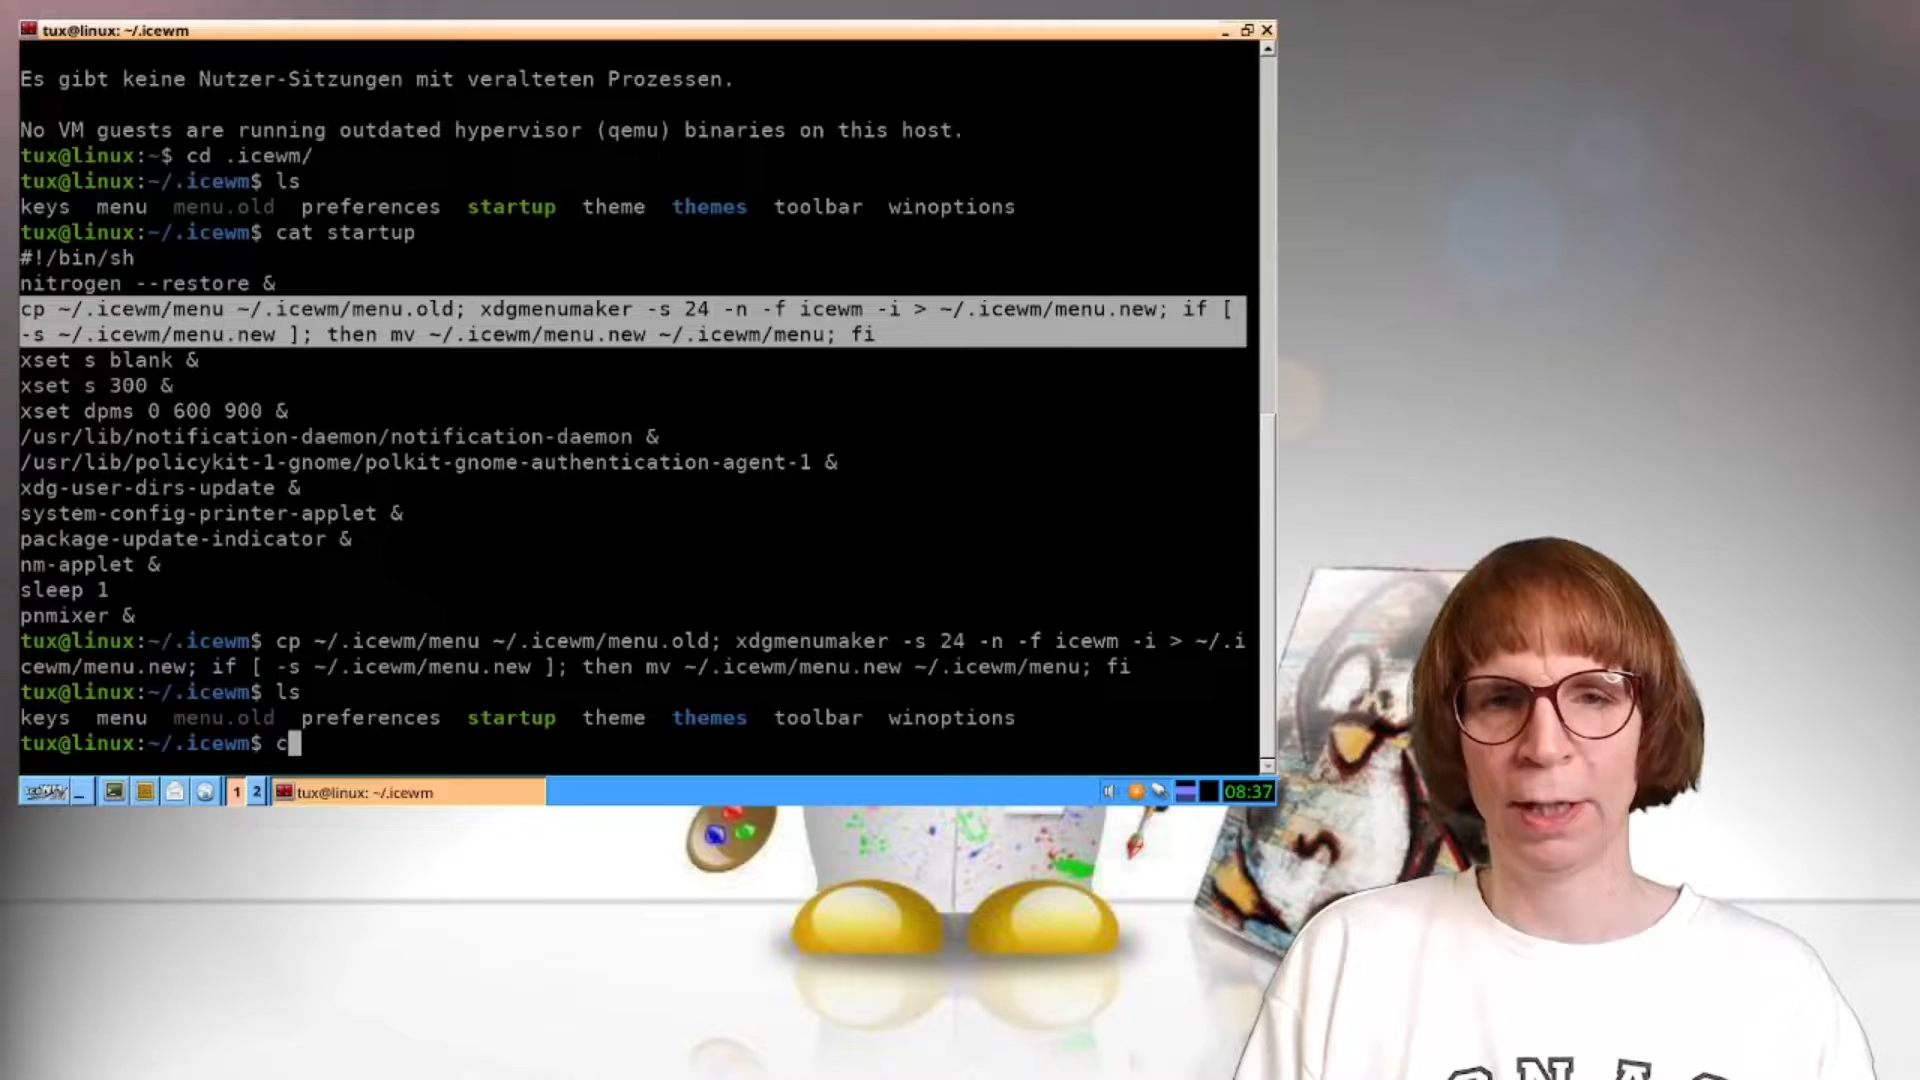 tux@linux: ~/.icewm
Es gibt keine Nutzer-Sitzungen mit veralteten Prozessen.
No VM guests are running outdated hypervisor (qemu) binaries on this host.
tux@linux:~$ cd .icewm/
tux@linux:~/.icewm$ ls
keys menu menu.old preferences startup theme themes toolbar winoptions
tux@linux:~/.icewm$ cat startup
#!/bin/sh
nitrogen --restore &
cp ~/.icewm/menu ~/.icewm/menu.old; xdgmenumaker -s 24 -n -f icewm -i > ~/.icewm/menu.new; if [
-s ~/.icewm/menu.new ]; then mv ~/.icewm/menu.new ~/.icewm/menu; fi
xset s blank &
xset s 300 &
xset dpms 0 600 900 &
/usr/lib/notification-daemon/notification-daemon &
/usr/lib/policykit-1-gnome/polkit-gnome-authentication-agent-1 &
xdg-user-dirs-update &
system-config-printer-applet &
package-update-indicator &
nm-applet &
sleep 1
pnmixer &
tux@linux:~/.icewm$ cp ~/.icewm/menu ~/.icewm/menu.old; xdgmenumaker -s 24 -n -f icewm -i > ~/.i
cewm/menu.new; if [ -s ~/.icewm/menu.new ]; then mv ~/.icewm/menu.new ~/.icewm/menu; fi
tux@linux:~/.icewm$ ls
keys menu menu.old preferences startup theme themes toolbar winoptions
tux@linux:~/.icewm$ c
1 2 tux@linux: ~/.icewm 08:37